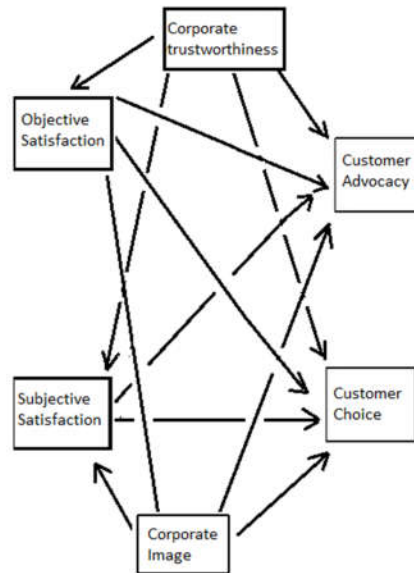 Corporate
trustworthiness
Objective
Satisfaction
Customer
Advocacy
Subjective
Satisfaction
Customer
Choice
Corporate
Image